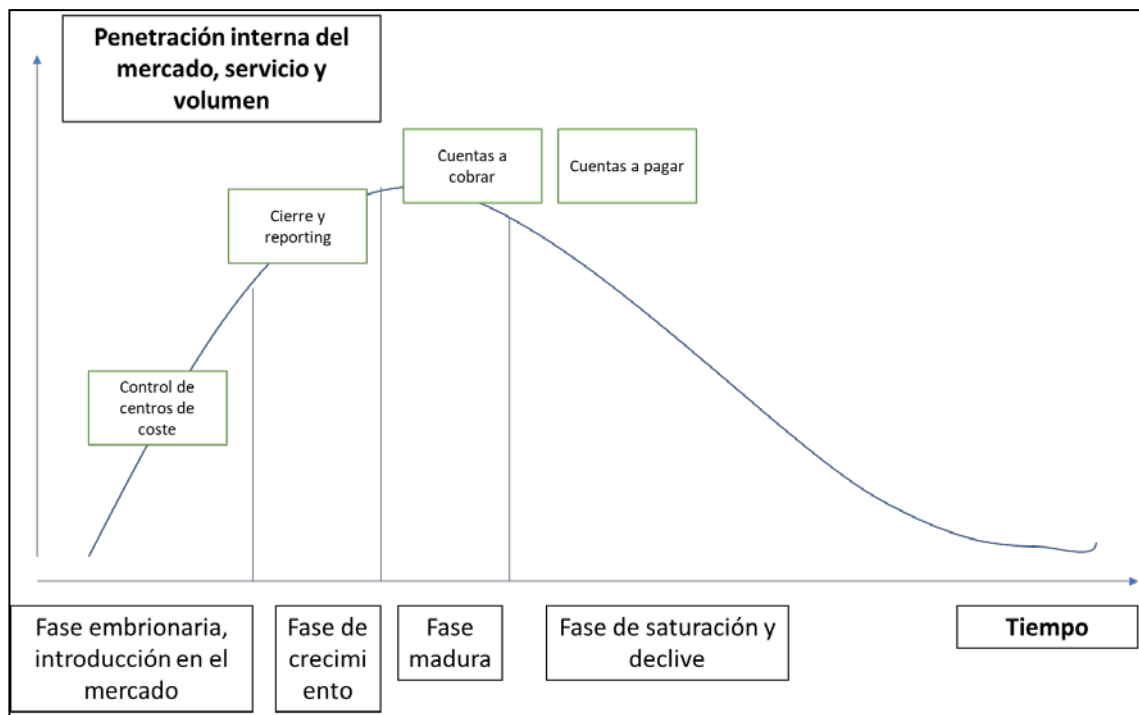 Penetración interna del
mercado, servicio y
volumen
Cuentas a
cobrar
Cuentas a pagar
Cierre y
reporting
Control de
centros de
coste
Fase embrionaria,
introducción en el
mercado
Fase de
crecimi
ento
Fase
madura
Fase de saturación y
declive
Tiempo